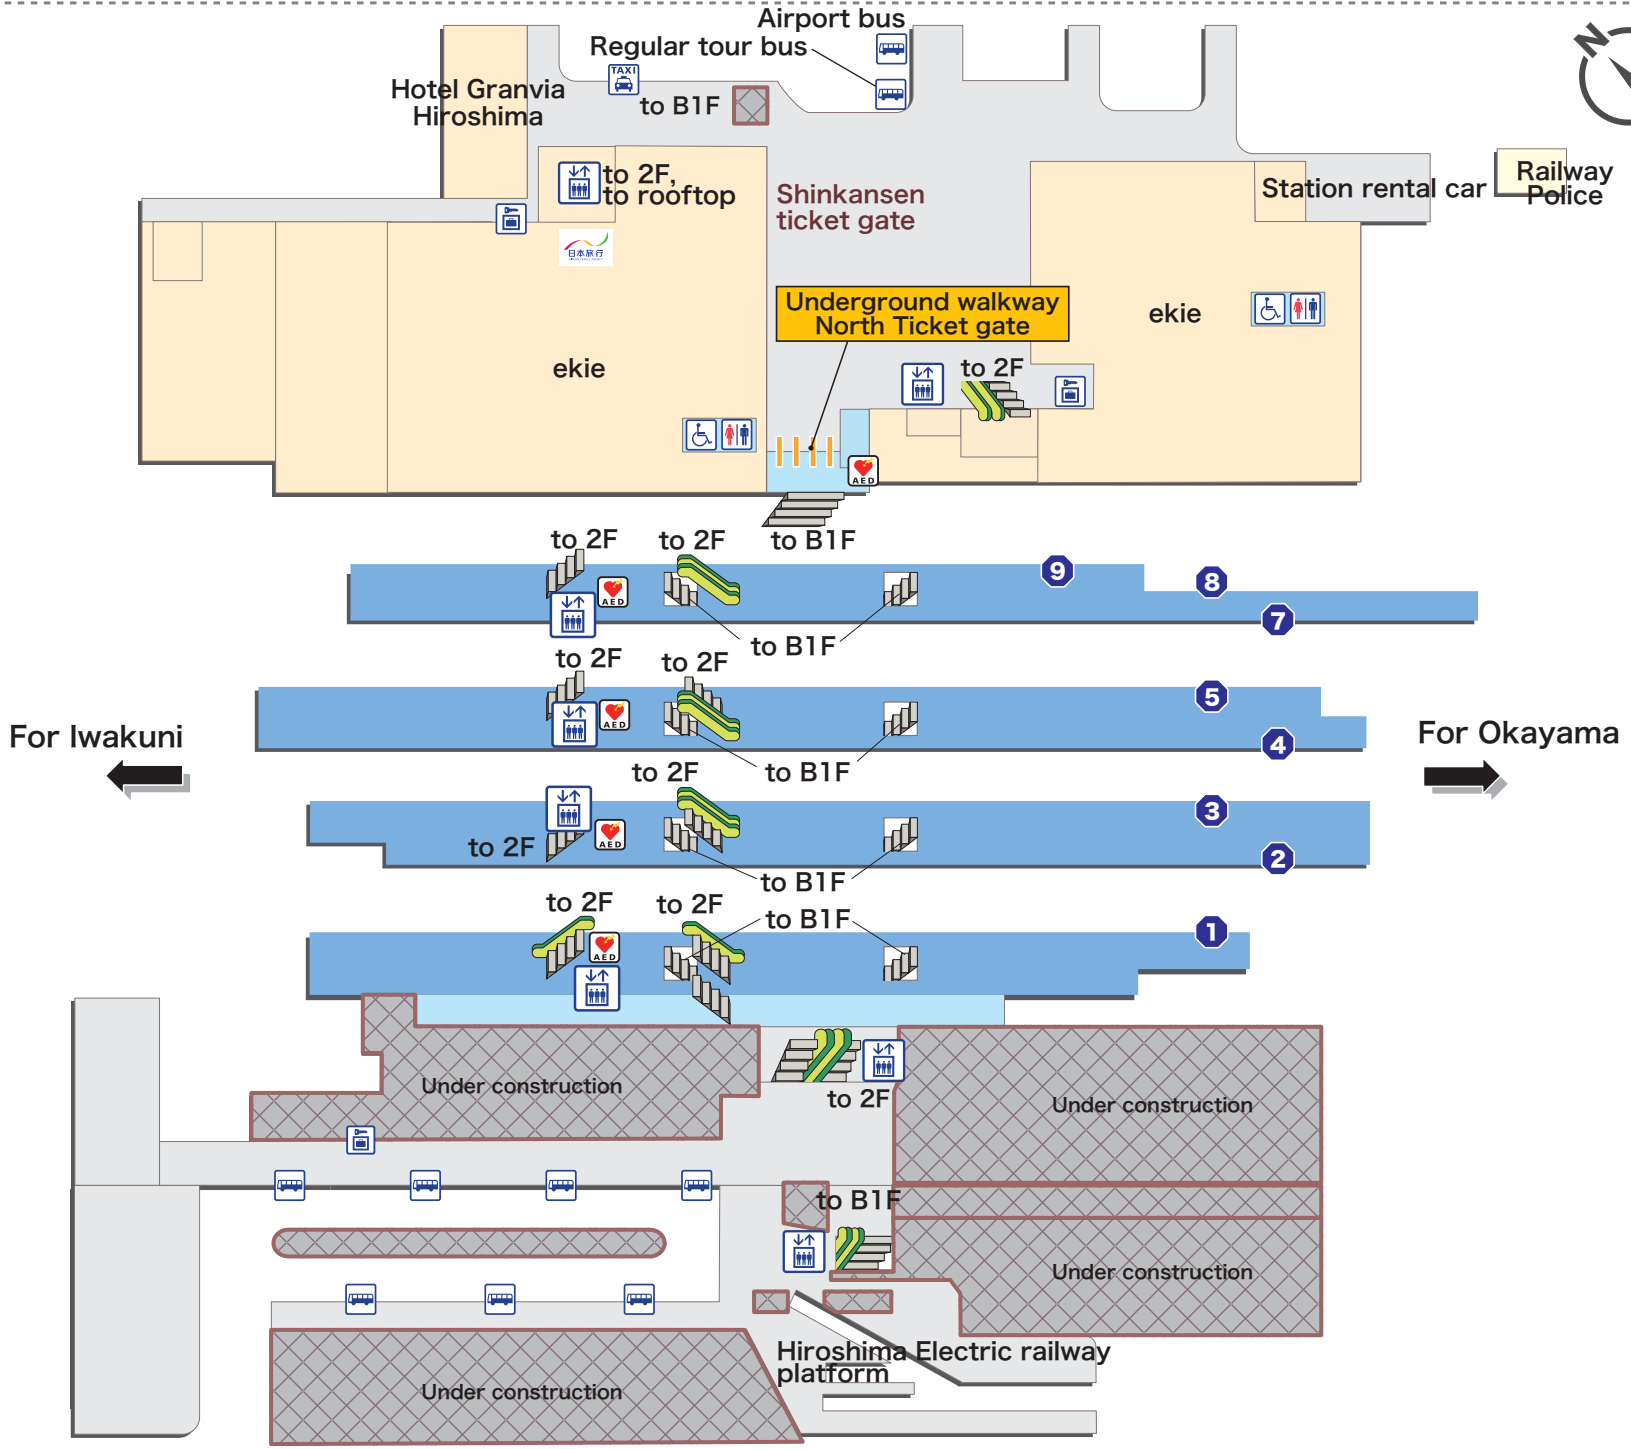 Airport bus
Regular tour bus
N
TAXI
Hotel Granvia
Hiroshima
to B1F
to 2F,
to rooftop
Shinkansen
ticket gate
Station rental car
Railway
Police
日本旅行
Underground walkway
North Ticket gate
ekie
ekie
to 2F
AED
to 2F
to 2F
to B1F
9
8
7
AED
to B1F
to 2F
to 2F
5
4
AED
For Iwakuni
For Okayama
to B1F
to 2F
3
2
AED
to 2F
to B1F
to 2F
to 2F
to B1F
1
AED
Under construction
to 2F
Under construction
to B1F
Under construction
Hiroshima Electric railway
platform
Under construction